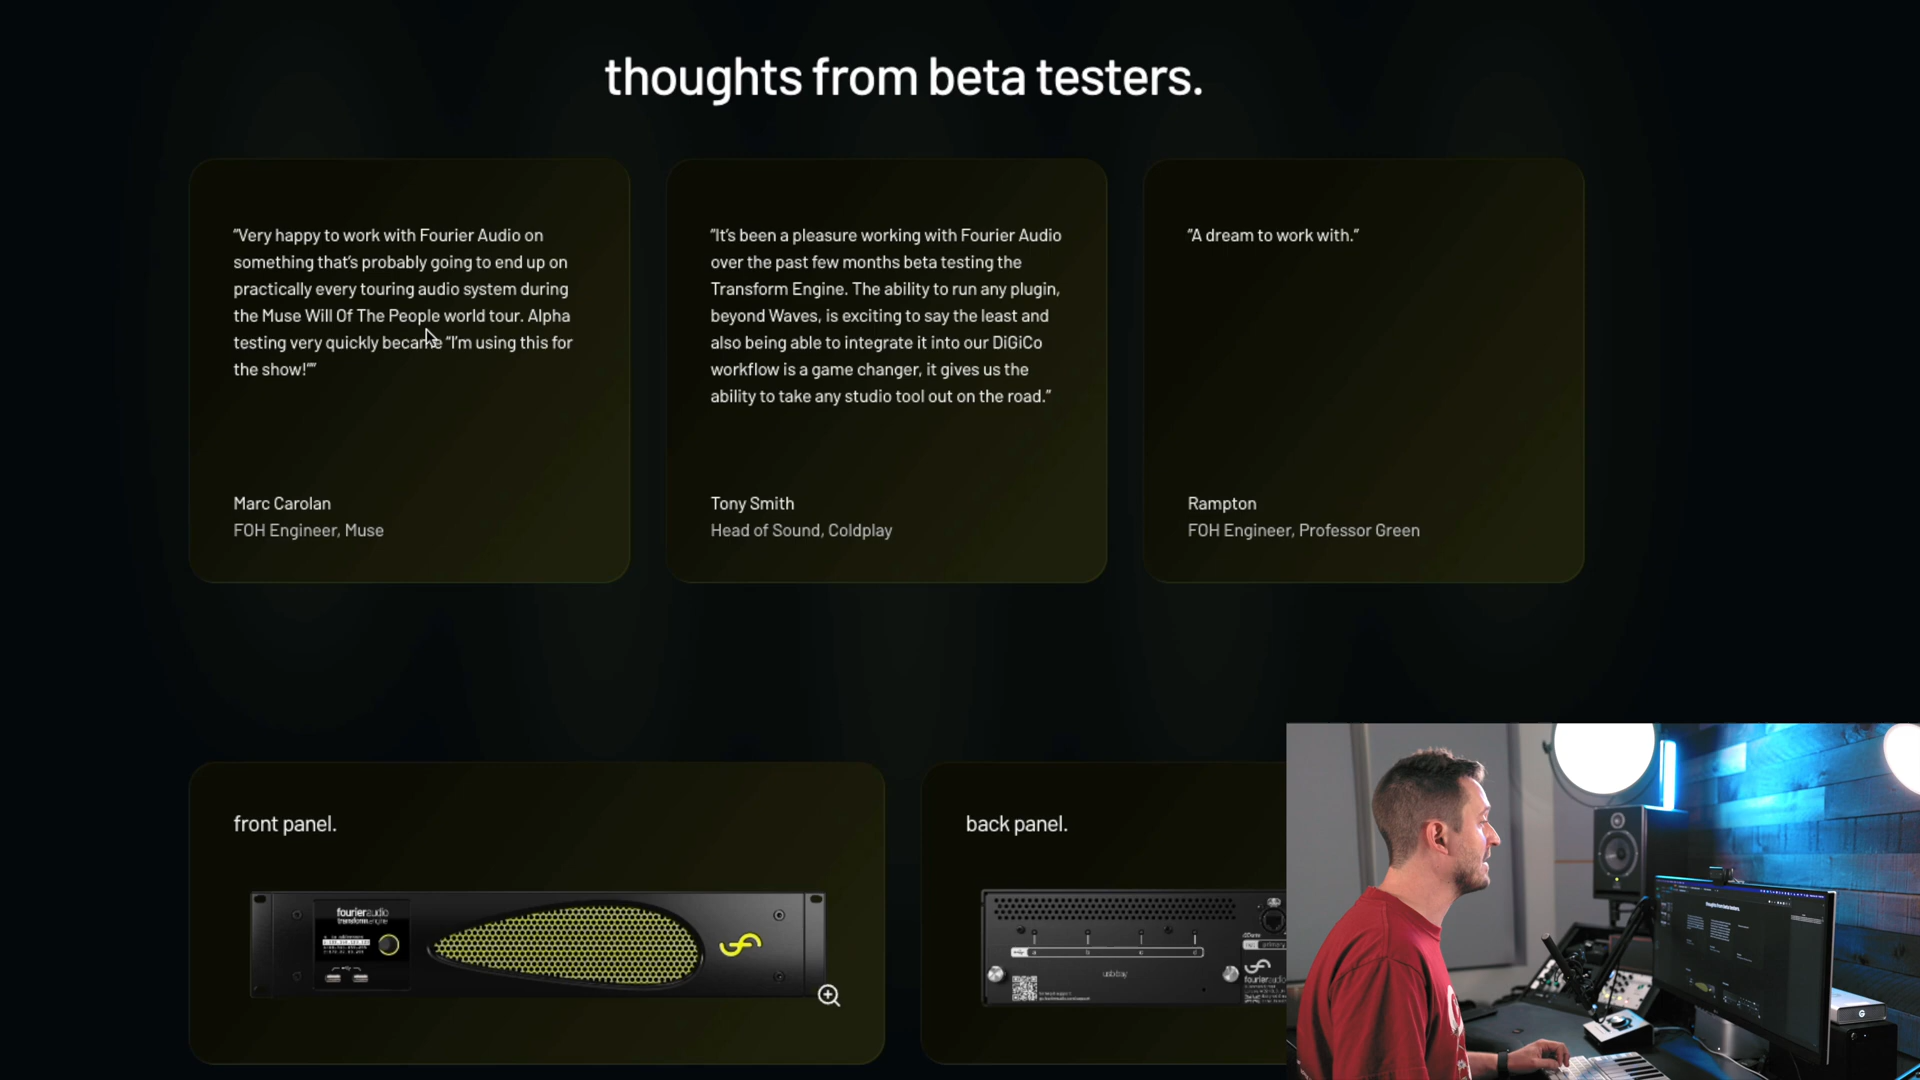 thoughts from beta testers.
“Very happy to work with Fourier Audio on
something that’s probably going to end up on
practically every touring audio system during
the Muse Will Of The People world tour. Alpha
testing very quickly became “I’m using this for
the show!””
Marc Carolan
FOH Engineer, Muse
“It’s been a pleasure working with Fourier Audio
over the past few months beta testing the
Transform Engine. The ability to run any plugin,
beyond Waves, is exciting to say the least and
also being able to integrate it into our DiGiCo
workflow is a game changer, it gives us the
ability to take any studio tool out on the road.”
Tony Smith
Head of Sound, Coldplay
“A dream to work with.”
Rampton
FOH Engineer, Professor Green
front panel.
fourieraudio
transform.engine
back panel.
usb bay